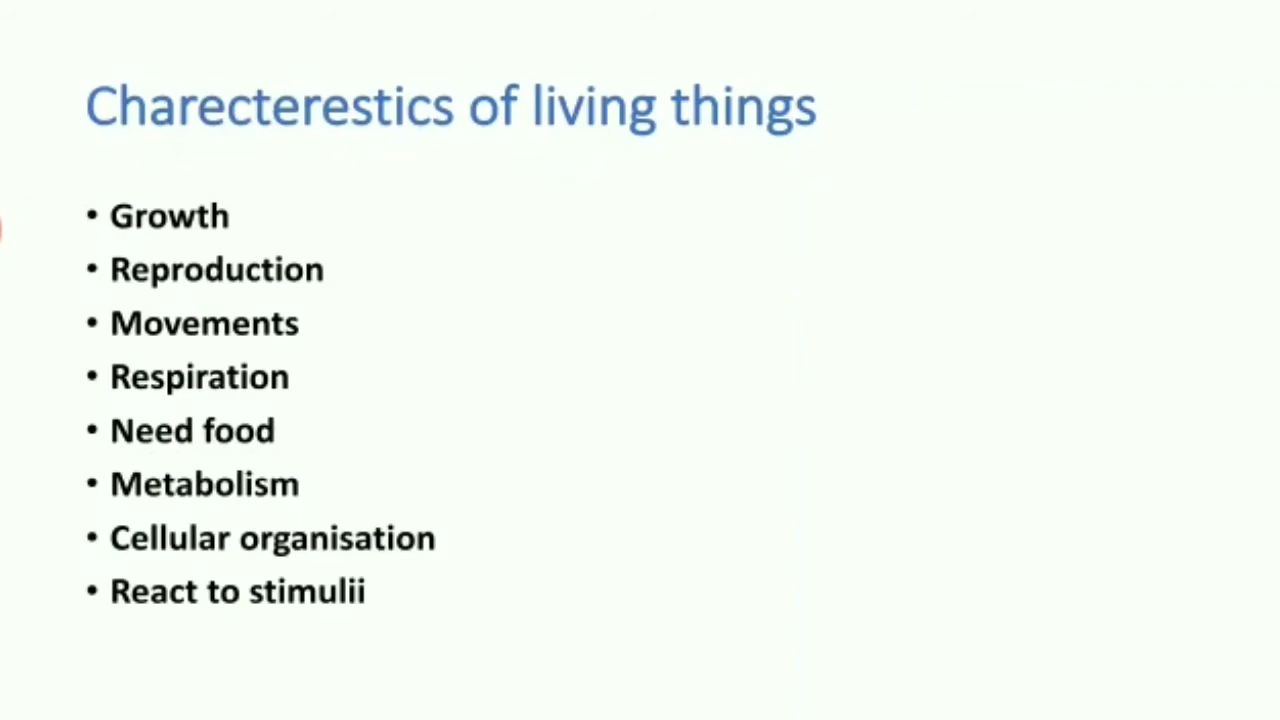 Charecterestics of living things
• Growth
• Reproduction
• Movements
• Respiration
• Need food
• Metabolism
• Cellular organisation
• React to stimulii